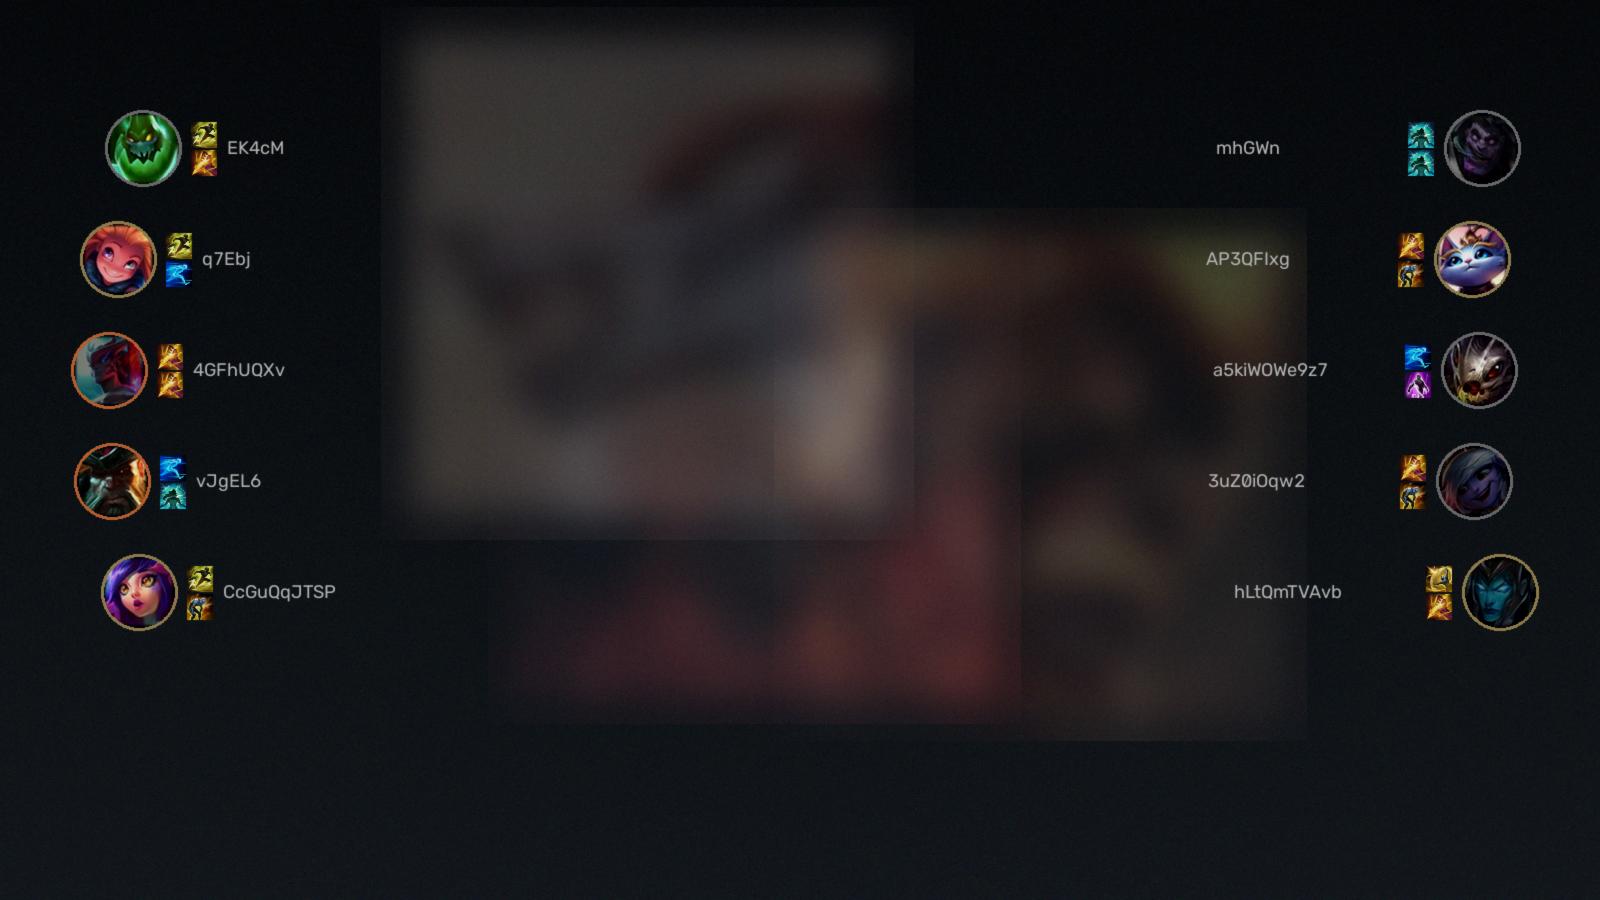 EK4cM
mhGWn
q7Ebj
AP3QFIxg
4GFhUQXv
a5kiWOWe9z7
vJgEL6
3uZ0iOqw2
CcGuQqJTSP
hLtQmTVAvb